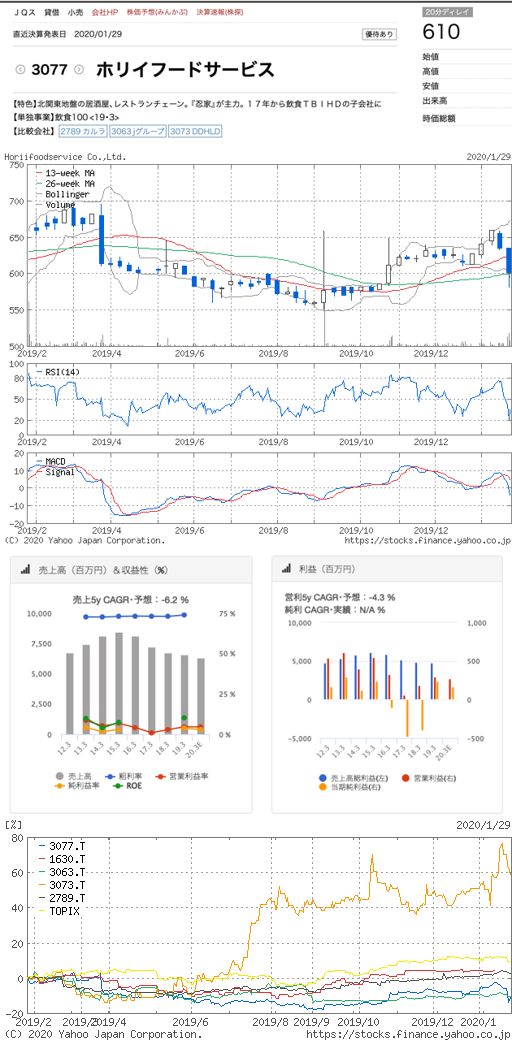 ＪＱＳ 貸借 小売 会社HP 株価予想(みんかぶ) 決算速報(株探)
20分ディレイ
直近決算発表日 2020/01/29
優待あり
610
3077 ホリイフードサービス
始値
高値
安値
出来高
時価総額
【特色】北関東地盤の居酒屋、レストランチェーン。『忍家』が主力。１７年から飲食ＴＢＩＨＤの子会社に
【単独事業】飲食100 <19・3>
【比較会社】 2789 カルラ 3063 jグループ 3073 DDHLD
Horiifoodservice Co.,Ltd.
2020/1/29
13-week MA
26-week MA
Bollinger
Volume
750
700
650
600
550
500
2019/2 2019/4 2019/6 2019/8 2019/10 2019/12
RSI(14)
100
80
50
20
0
2019/2 2019/4 2019/6 2019/8 2019/10 2019/12
MACD
Signal
20
10
0
−10
−20
2019/2 2019/4 2019/6 2019/8 2019/10 2019/12
(C) 2020 Yahoo Japan Corporation.
https://stocks.finance.yahoo.co.jp
売上高（百万円）＆収益性（%）
売上5y CAGR・予想：-6.2 %
10,000
7,500
5,000
2,500
0
75 %
50 %
25 %
0 %
12.3 13.3 14.3 15.3 16.3 17.3 18.3 19.3 20.3E
売上高 粗利率 営業利益率
純利益率 ROE
利益（百万円）
営利5y CAGR・予想：-4.3 %
純利 CAGR・実績：N/A %
10,000
5,000
0
−5,000
1,000
500
0
−500
12.3 13.3 14.3 15.3 16.3 17.3 18.3 19.3 20.3E
売上高総利益(左) 営業利益(右)
当期純利益(右)
[%]
2020/1/29
3077.T
1630.T
3063.T
3073.T
2789.T
TOPIX
80
60
40
20
0
−20
2019/2 2019/4 2019/6 2019/8 2019/9 2019/10 2019/12 2020/1
(C) 2020 Yahoo Japan Corporation.
https://stocks.finance.yahoo.co.jp